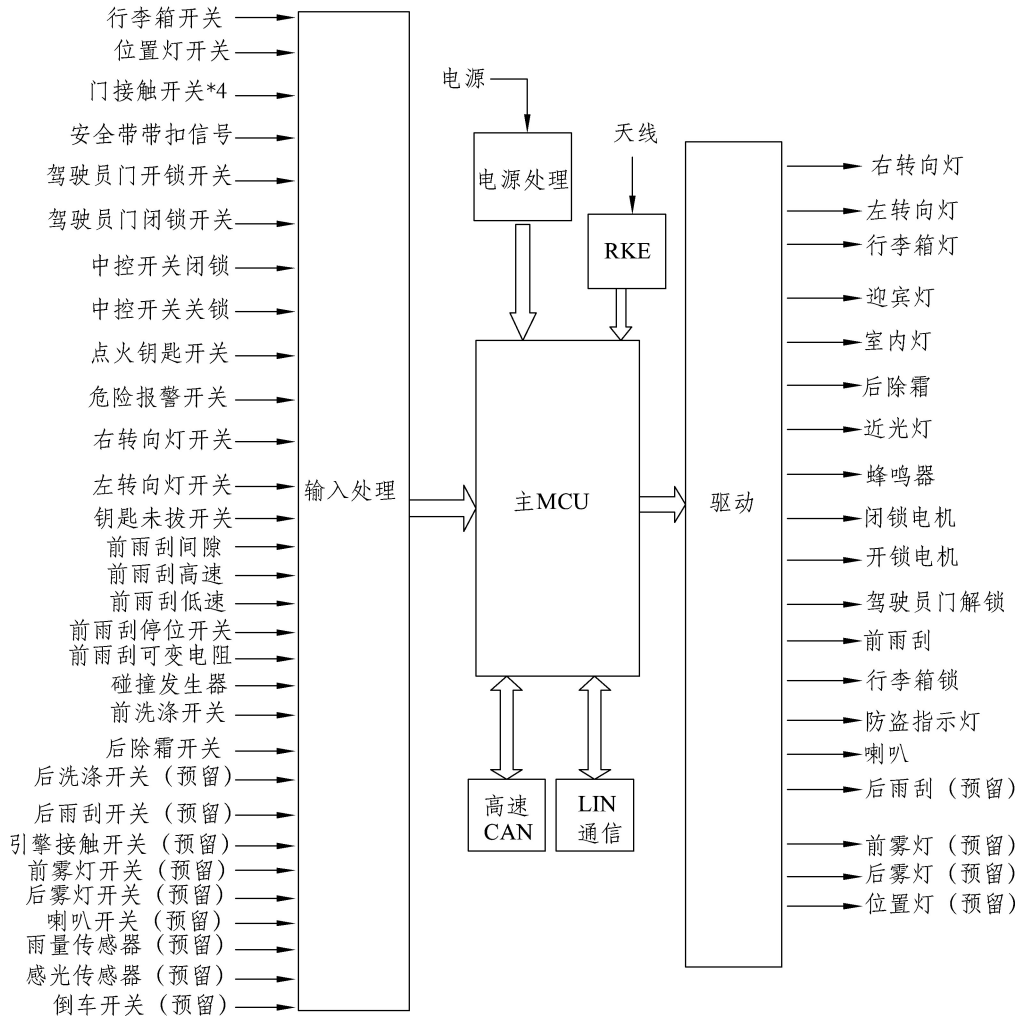 行李箱开关
位置灯开关
门接触开关*4
安全带带扣信号
驾驶员门开锁开关
驾驶员门闭锁开关
中控开关闭锁
中控开关关锁
点火钥匙开关
危险报警开关
右转向灯开关
左转向灯开关
钥匙未拔开关
前雨刮间隙
前雨刮高速
前雨刮低速
前雨刮停位开关
前雨刮可变电阻
碰撞发生器
前洗涤开关
后除霜开关
后洗涤开关（预留）
后雨刮开关（预留）
引擎接触开关（预留）
前雾灯开关（预留）
后雾灯开关（预留）
喇叭开关（预留）
雨量传感器（预留）
感光传感器（预留）
倒车开关（预留）
输入处理
电源
电源处理
天线
RKE
主MCU
高速
CAN
LIN
通信
驱动
右转向灯
左转向灯
行李箱灯
迎宾灯
室内灯
后除霜
近光灯
蜂鸣器
闭锁电机
开锁电机
驾驶员门解锁
前雨刮
行李箱锁
防盗指示灯
喇叭
后雨刮（预留）
前雾灯（预留）
后雾灯（预留）
位置灯（预留）